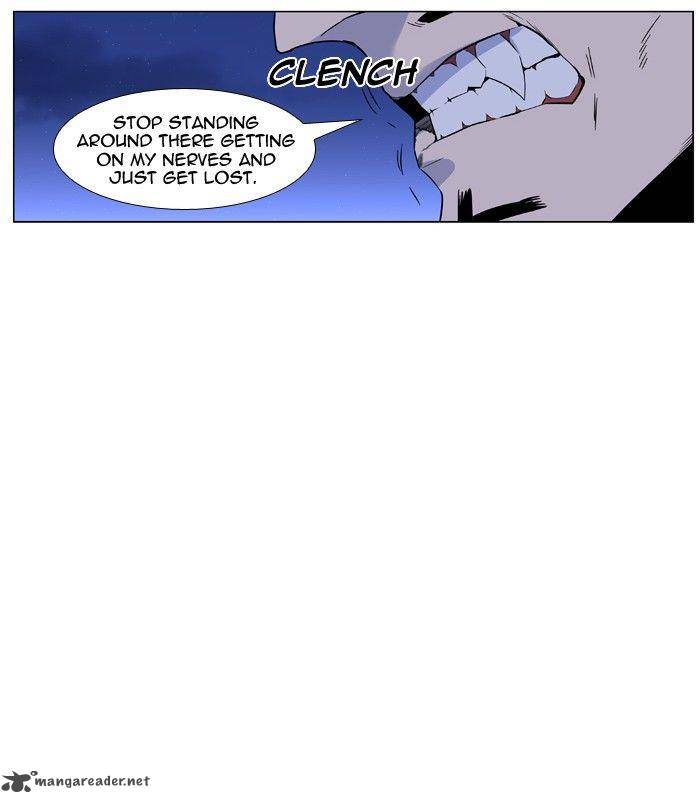 CLENCH
STOP STANDING
AROUND THERE GETTING
ON MY NERVES AND
JUST GET LOST.
mangareader.net